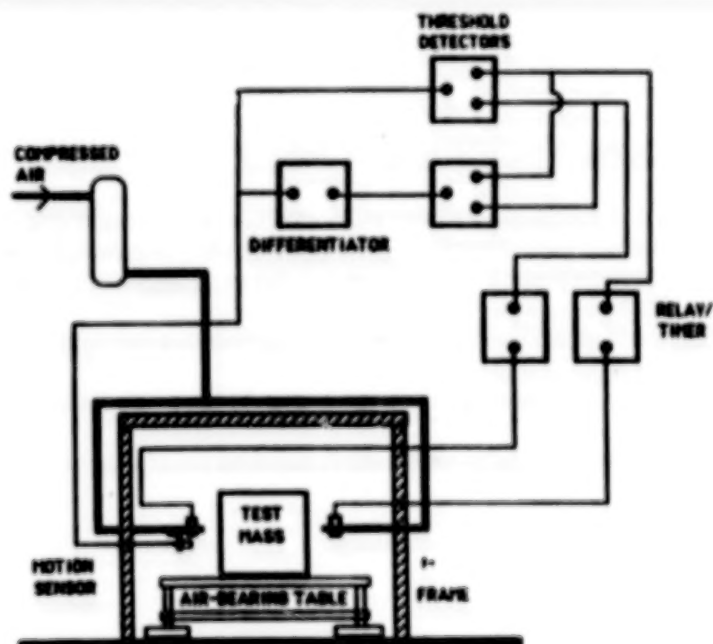 THRESHOLD
DETECTORS
COMPRESSED
AIR
DIFFERENTIATOR
RELAY/
TIMER
TEST
MASS
MOTION
SENSOR
AIR-BEARING TABLE
FRAME